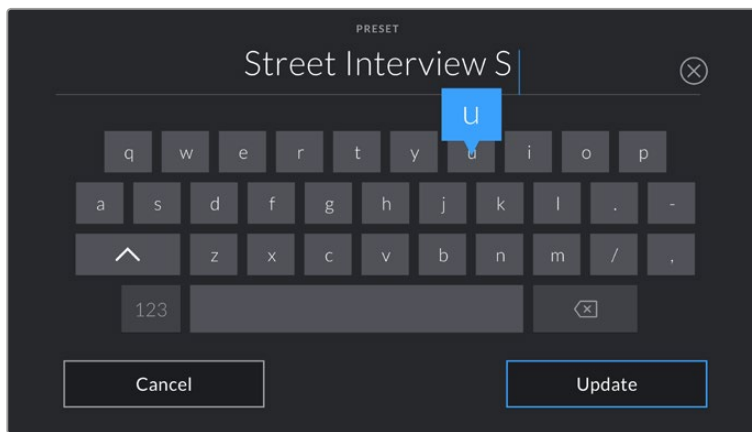 PRESET
Street Interview S
u
q w e r t y u i o p
a s d f g h j k l . -
z x c v b n m / ,
123
Cancel Update